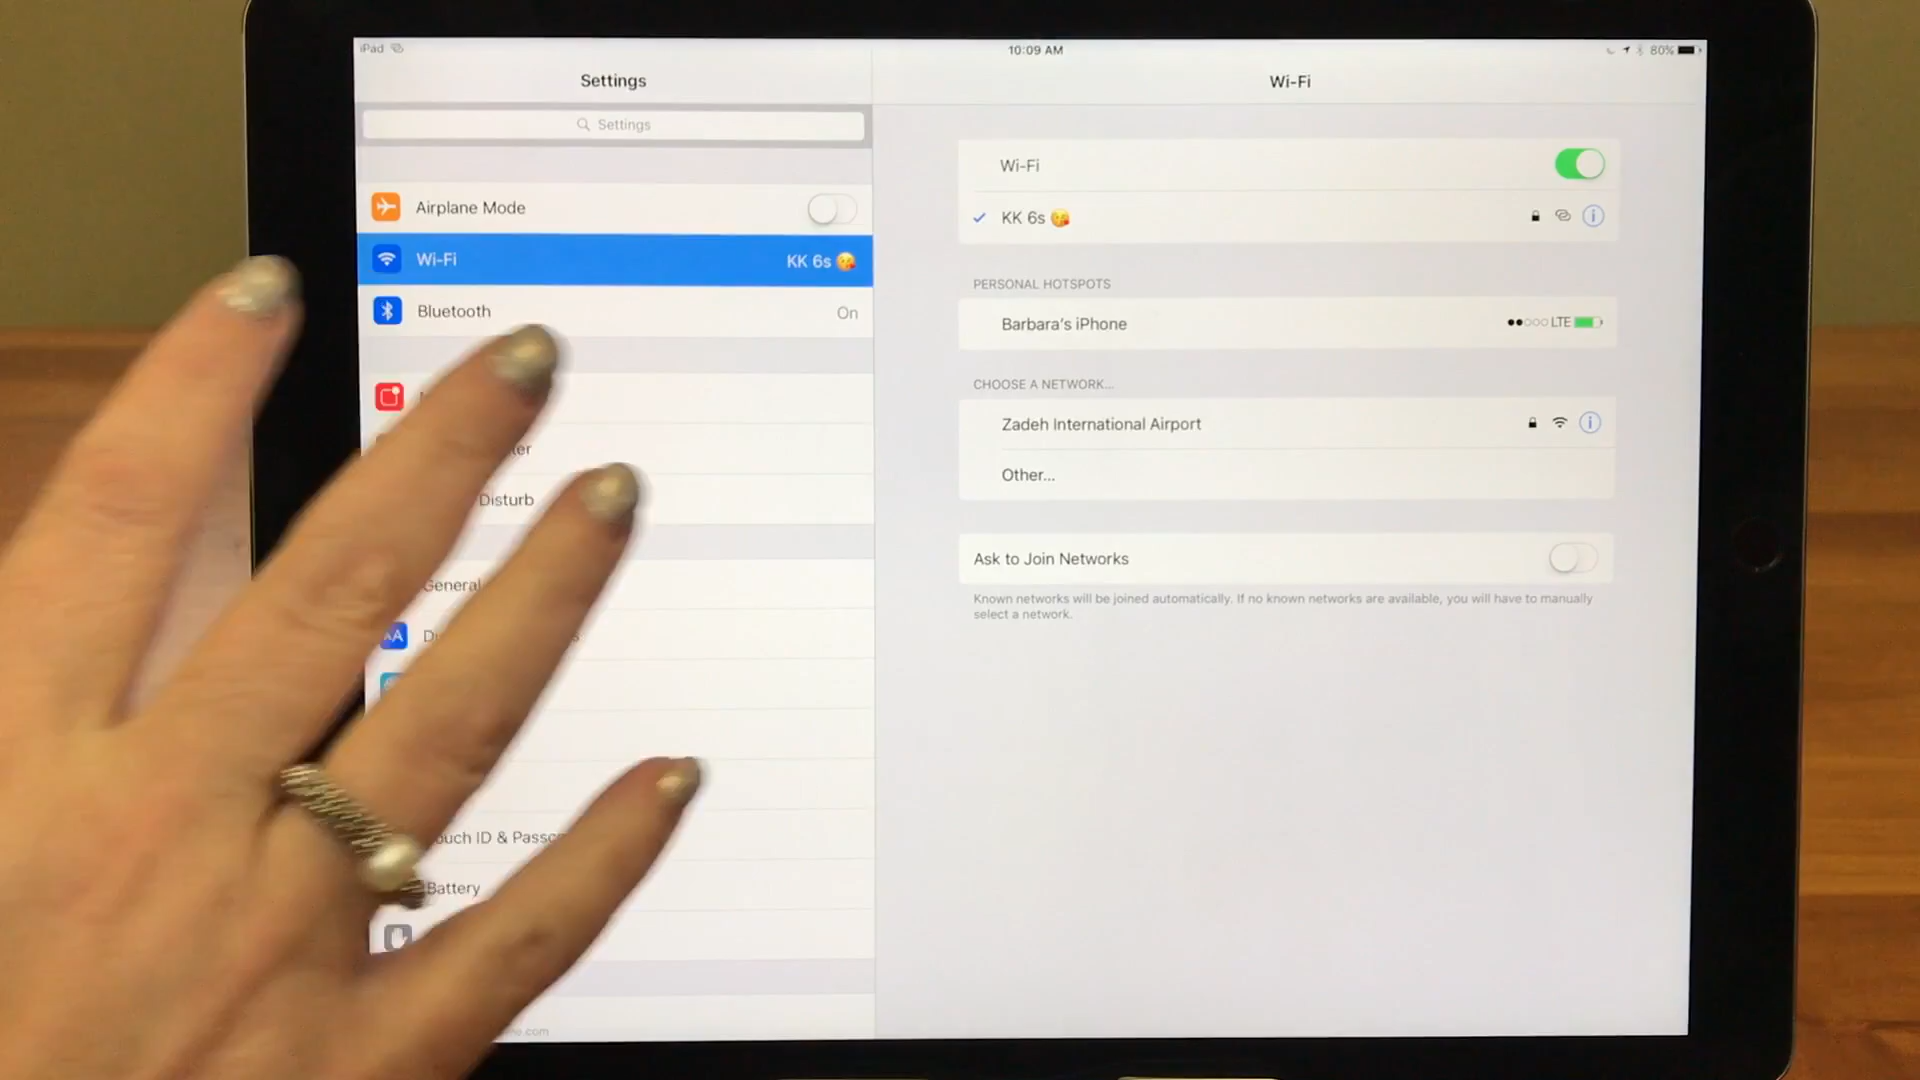 iPad
10:09 AM
80%
Settings
Wi-Fi
Settings
Airplane Mode
Wi-Fi
KK 6s 😘
Bluetooth
On
Disturb
General
Touch ID & Passc
Battery
Wi-Fi
KK 6s 😘
PERSONAL HOTSPOTS
Barbara's iPhone
LTE
CHOOSE A NETWORK...
Zadeh International Airport
Other...
Ask to Join Networks
Known networks will be joined automatically. If no known networks are available, you will have to manually
select a network.